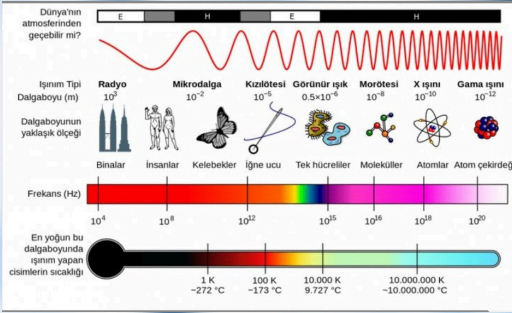 Dünya'nın
atmosferinden
geçebilir mi?
E H E H
Işınım Tipi
Dalgaboyu (m)
Radyo Mikrodalga Kızılötesi Görünür ışık Morötesi X ışını Gama ışını
10³ 10⁻² 10⁻⁵ 0.5×10⁻⁶ 10⁻⁸ 10⁻¹⁰ 10⁻¹²
Dalgaboyunun
yaklaşık ölçeği
Binalar İnsanlar Kelebekler İğne ucu Tek hücreliler Moleküller Atomlar Atom çekirdeğ
Frekans (Hz)
10⁴ 10⁸ 10¹² 10¹⁵ 10¹⁶ 10¹⁸ 10²⁰
En yoğun bu
dalgaboyunda
ışınım yapan
cisimlerin sıcaklığı
1 K 100 K 10.000 K 10.000.000 K
−272 °C −173 °C 9.727 °C ~10.000.000 °C